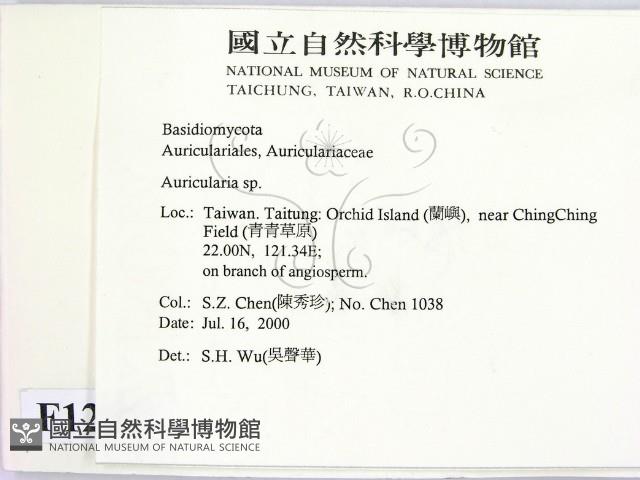 國立自然科學博物館
NATIONAL MUSEUM OF NATURAL SCIENCE
TAICHUNG, TAIWAN, R.O.CHINA
Basidiomycota
Auriculariales, Auriculariaceae
Auricularia sp.
Loc.: Taiwan. Taitung: Orchid Island (蘭嶼), near ChingChing
Field (青青草原)
22.00N, 121.34E;
on branch of angiosperm.
Col.: S.Z. Chen(陳秀珍); No. Chen 1038
Date: Jul. 16, 2000
Det.: S.H. Wu(吳聲華)
F12
國立自然科學博物館
NATIONAL MUSEUM OF NATURAL SCIENCE